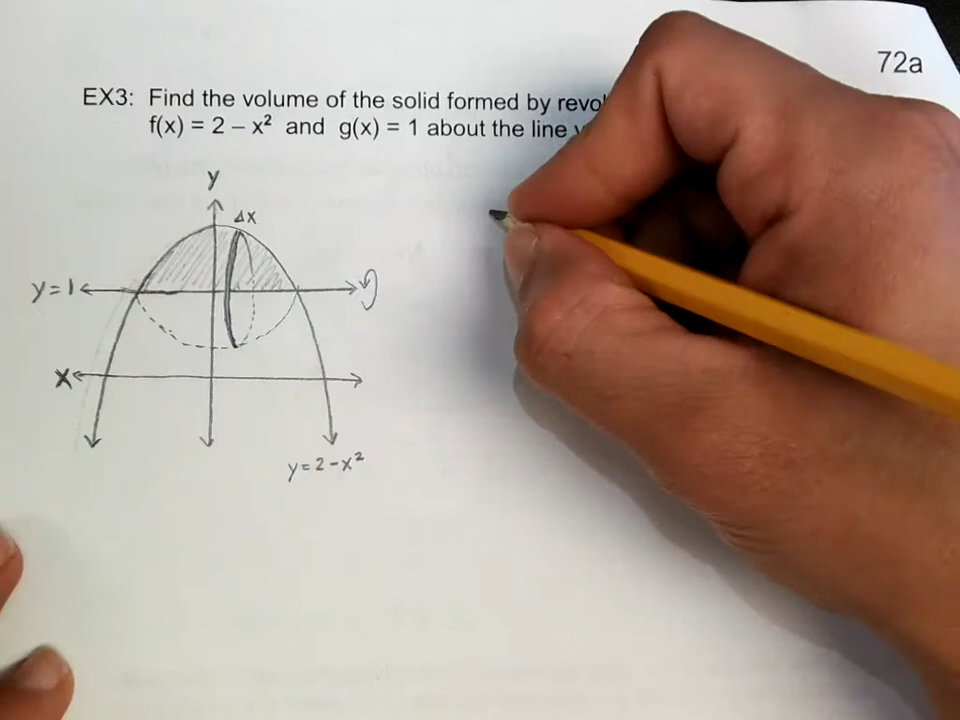 72a
EX3: Find the volume of the solid formed by revo
f(x) = 2 – x² and g(x) = 1 about the line
y
Δx
y=1
x
y=2-x²